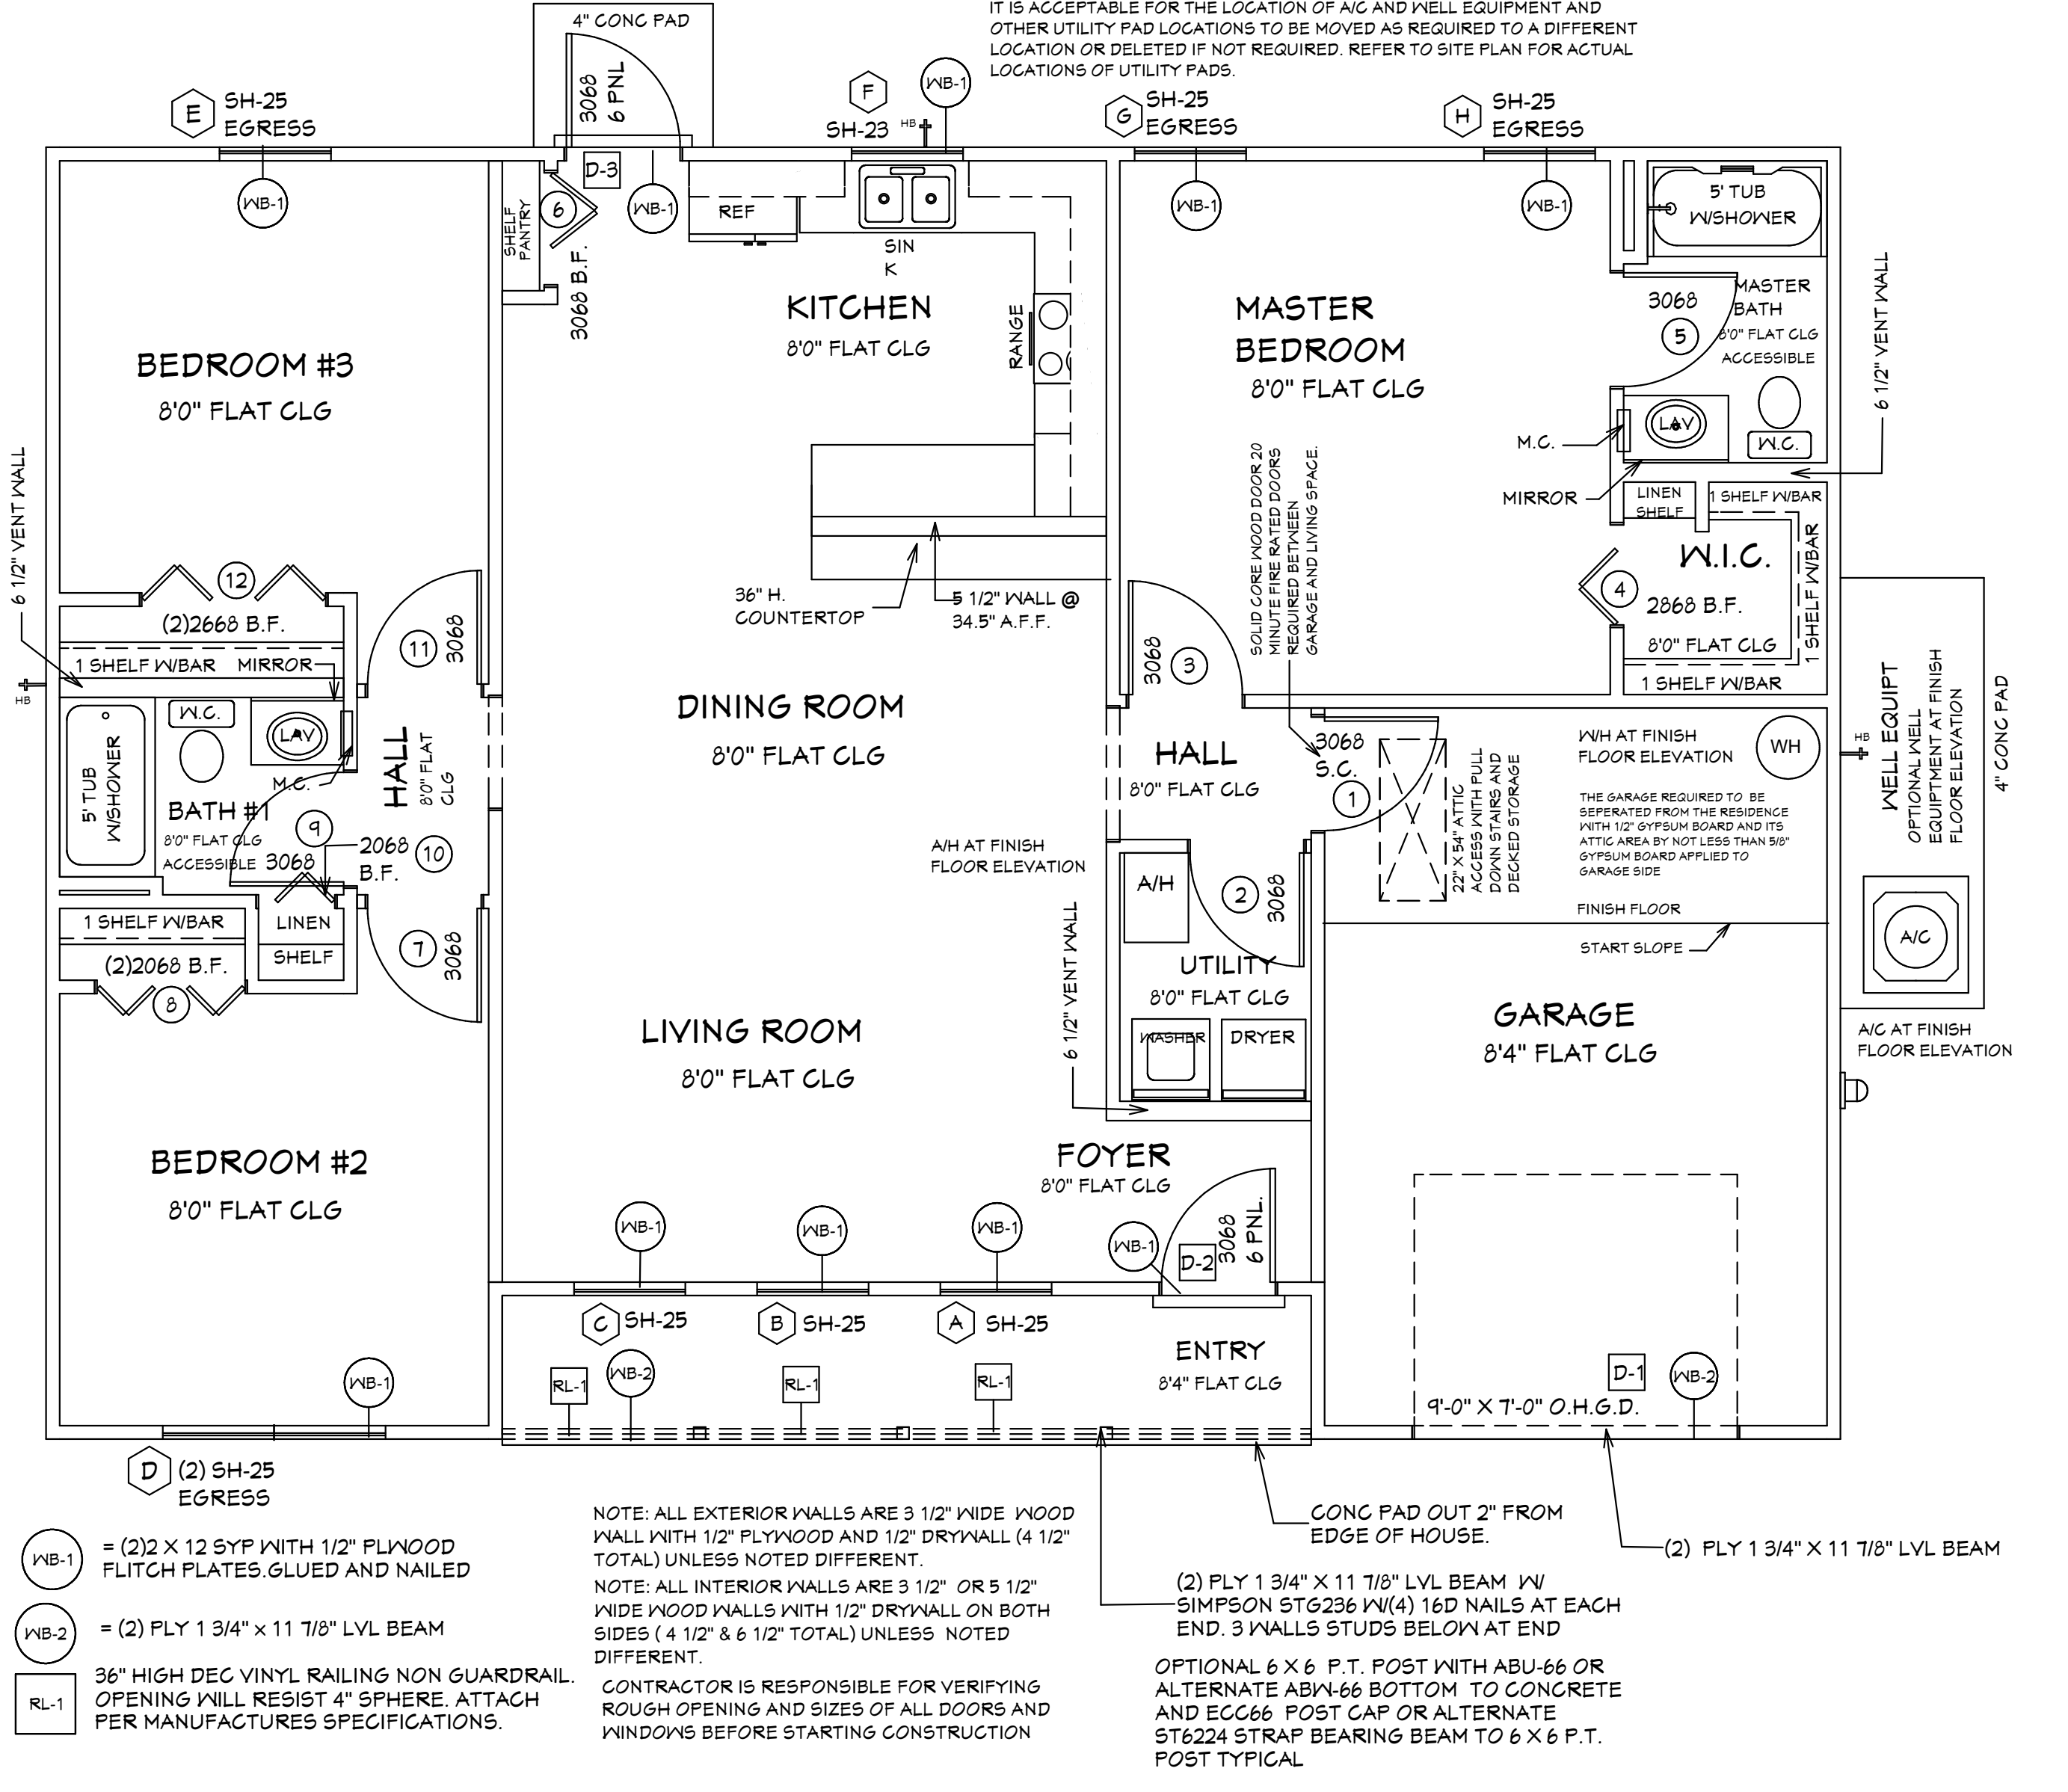 IT IS ACCEPTABLE FOR THE LOCATION OF A/C AND WELL EQUIPMENT AND
OTHER UTILITY PAD LOCATIONS TO BE MOVED AS REQUIRED TO A DIFFERENT
LOCATION OR DELETED IF NOT REQUIRED. REFER TO SITE PLAN FOR ACTUAL
LOCATIONS OF UTILITY PADS.
4" CONC PAD
3068
6 PNL
E
SH-25
EGRESS
F
SH-23
HB
WB-1
G
SH-25
EGRESS
H
SH-25
EGRESS
WB-1
SHELF
PANTRY
6
3068 B.F.
D-3
WB-1
REF
SIN
K
WB-1
WB-1
5' TUB
W/SHOWER
KITCHEN
8'0" FLAT CLG
RANGE
BEDROOM #3
8'0" FLAT CLG
MASTER
BEDROOM
8'0" FLAT CLG
3068
5
MASTER
BATH
8'0" FLAT CLG
ACCESSIBLE
6 1/2" VENT WALL
M.C.
LAV
W.C.
MIRROR
LINEN
SHELF
1 SHELF W/BAR
W.I.C.
4
2868 B.F.
8'0" FLAT CLG
1 SHELF W/BAR
1 SHELF W/BAR
SOLID CORE WOOD DOOR 20
MINUTE FIRE RATED DOORS
REQUIRED BETWEEN
GARAGE AND LIVING SPACE.
6 1/2" VENT WALL
12
(2)2668 B.F.
1 SHELF W/BAR
MIRROR
11
3068
36" H.
COUNTERTOP
5 1/2" WALL @
34.5" A.F.F.
3068
3
HB
W.C.
LAV
5' TUB
W/SHOWER
M.C.
BATH #1
8'0" FLAT CLG
ACCESSIBLE
3068
9
HALL
8'0" FLAT
CLG
2068
B.F.
10
DINING ROOM
8'0" FLAT CLG
HALL
8'0" FLAT CLG
3068
S.C.
1
22" X 54" ATTIC
ACCESS WITH PULL
DOWN STAIRS AND
DECKED STORAGE
W/H AT FINISH
FLOOR ELEVATION
WH
HB
THE GARAGE REQUIRED TO BE
SEPERATED FROM THE RESIDENCE
WITH 1/2" GYPSUM BOARD AND ITS
ATTIC AREA BY NOT LESS THAN 5/8"
GYPSUM BOARD APPLIED TO
GARAGE SIDE
WELL EQUIPT
OPTIONAL WELL
EQUIPTMENT AT FINISH
FLOOR ELEVATION
4" CONC PAD
A/H AT FINISH
FLOOR ELEVATION
A/H
2
3068
FINISH FLOOR
START SLOPE
A/C
A/C AT FINISH
FLOOR ELEVATION
1 SHELF W/BAR
LINEN
SHELF
(2)2068 B.F.
8
7
3068
UTILITY
8'0" FLAT CLG
WASHER
DRYER
6 1/2" VENT WALL
LIVING ROOM
8'0" FLAT CLG
GARAGE
8'4" FLAT CLG
BEDROOM #2
8'0" FLAT CLG
FOYER
8'0" FLAT CLG
WB-1
WB-1
WB-1
WB-1
D-2
3068
6 PNL.
C
SH-25
B
SH-25
A
SH-25
ENTRY
8'4" FLAT CLG
WB-1
RL-1
WB-2
RL-1
RL-1
D-1
WB-2
9'-0" X 7'-0" O.H.G.D.
D
(2) SH-25
EGRESS
WB-1
= (2)2 X 12 SYP WITH 1/2" PLWOOD
FLITCH PLATES.GLUED AND NAILED
WB-2
= (2) PLY 1 3/4" x 11 7/8" LVL BEAM
RL-1
36" HIGH DEC VINYL RAILING NON GUARDRAIL.
OPENING WILL RESIST 4" SPHERE. ATTACH
PER MANUFACTURES SPECIFICATIONS.
NOTE: ALL EXTERIOR WALLS ARE 3 1/2" WIDE WOOD
WALL WITH 1/2" PLYWOOD AND 1/2" DRYWALL (4 1/2"
TOTAL) UNLESS NOTED DIFFERENT.
NOTE: ALL INTERIOR WALLS ARE 3 1/2" OR 5 1/2"
WIDE WOOD WALLS WITH 1/2" DRYWALL ON BOTH
SIDES ( 4 1/2" & 6 1/2" TOTAL) UNLESS NOTED
DIFFERENT.
CONTRACTOR IS RESPONSIBLE FOR VERIFYING
ROUGH OPENING AND SIZES OF ALL DOORS AND
WINDOWS BEFORE STARTING CONSTRUCTION
CONC PAD OUT 2" FROM
EDGE OF HOUSE.
(2) PLY 1 3/4" X 11 7/8" LVL BEAM
(2) PLY 1 3/4" X 11 7/8" LVL BEAM W/
SIMPSON STG236 W/(4) 16D NAILS AT EACH
END. 3 WALLS STUDS BELOW AT END
OPTIONAL 6 X 6 P.T. POST WITH ABU-66 OR
ALTERNATE ABW-66 BOTTOM TO CONCRETE
AND ECC66 POST CAP OR ALTERNATE
ST6224 STRAP BEARING BEAM TO 6 X 6 P.T.
POST TYPICAL